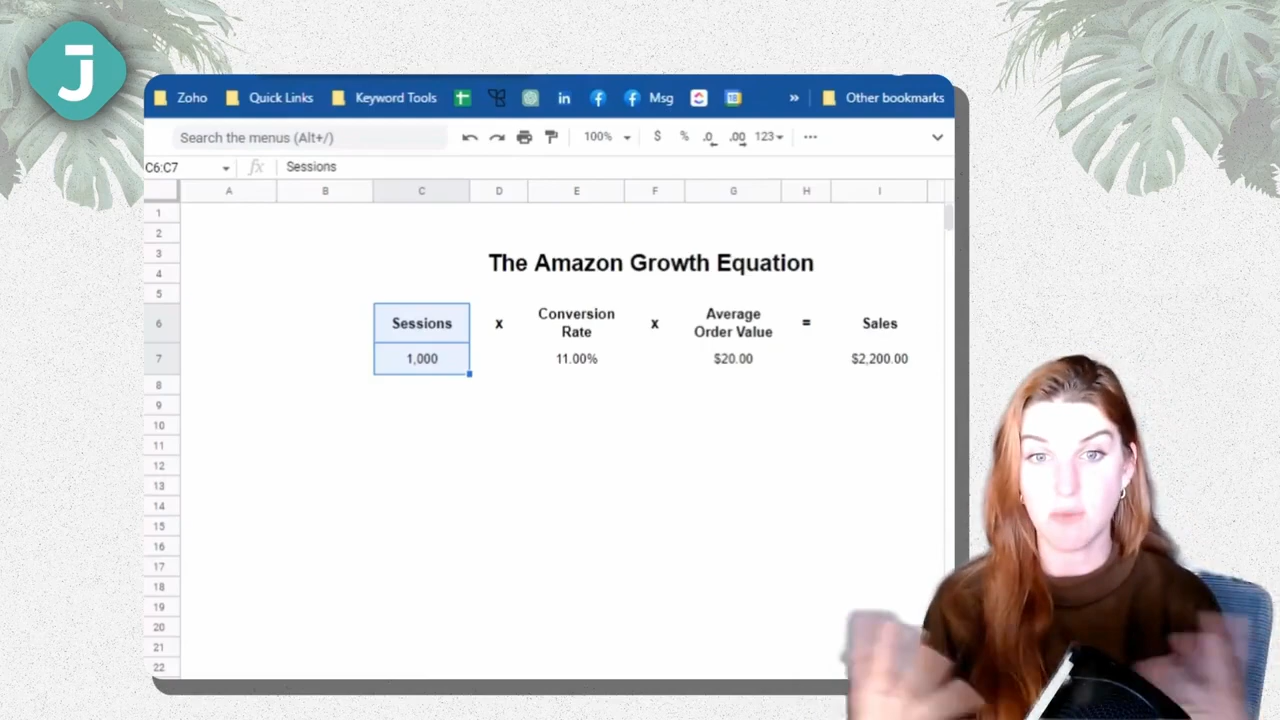 J
Zoho Quick Links Keyword Tools in Msg 18 » Other bookmarks
Search the menus (Alt+/) 100% $ % .0 .00 123
C6:C7 fx Sessions
A B C D E F G H I
1
2
3
The Amazon Growth Equation
4
5
6
Sessions x Conversion Rate x Average Order Value = Sales
7
1,000 11.00% $20.00 $2,200.00
8
9
10
11
12
13
14
15
16
17
18
19
20
21
22